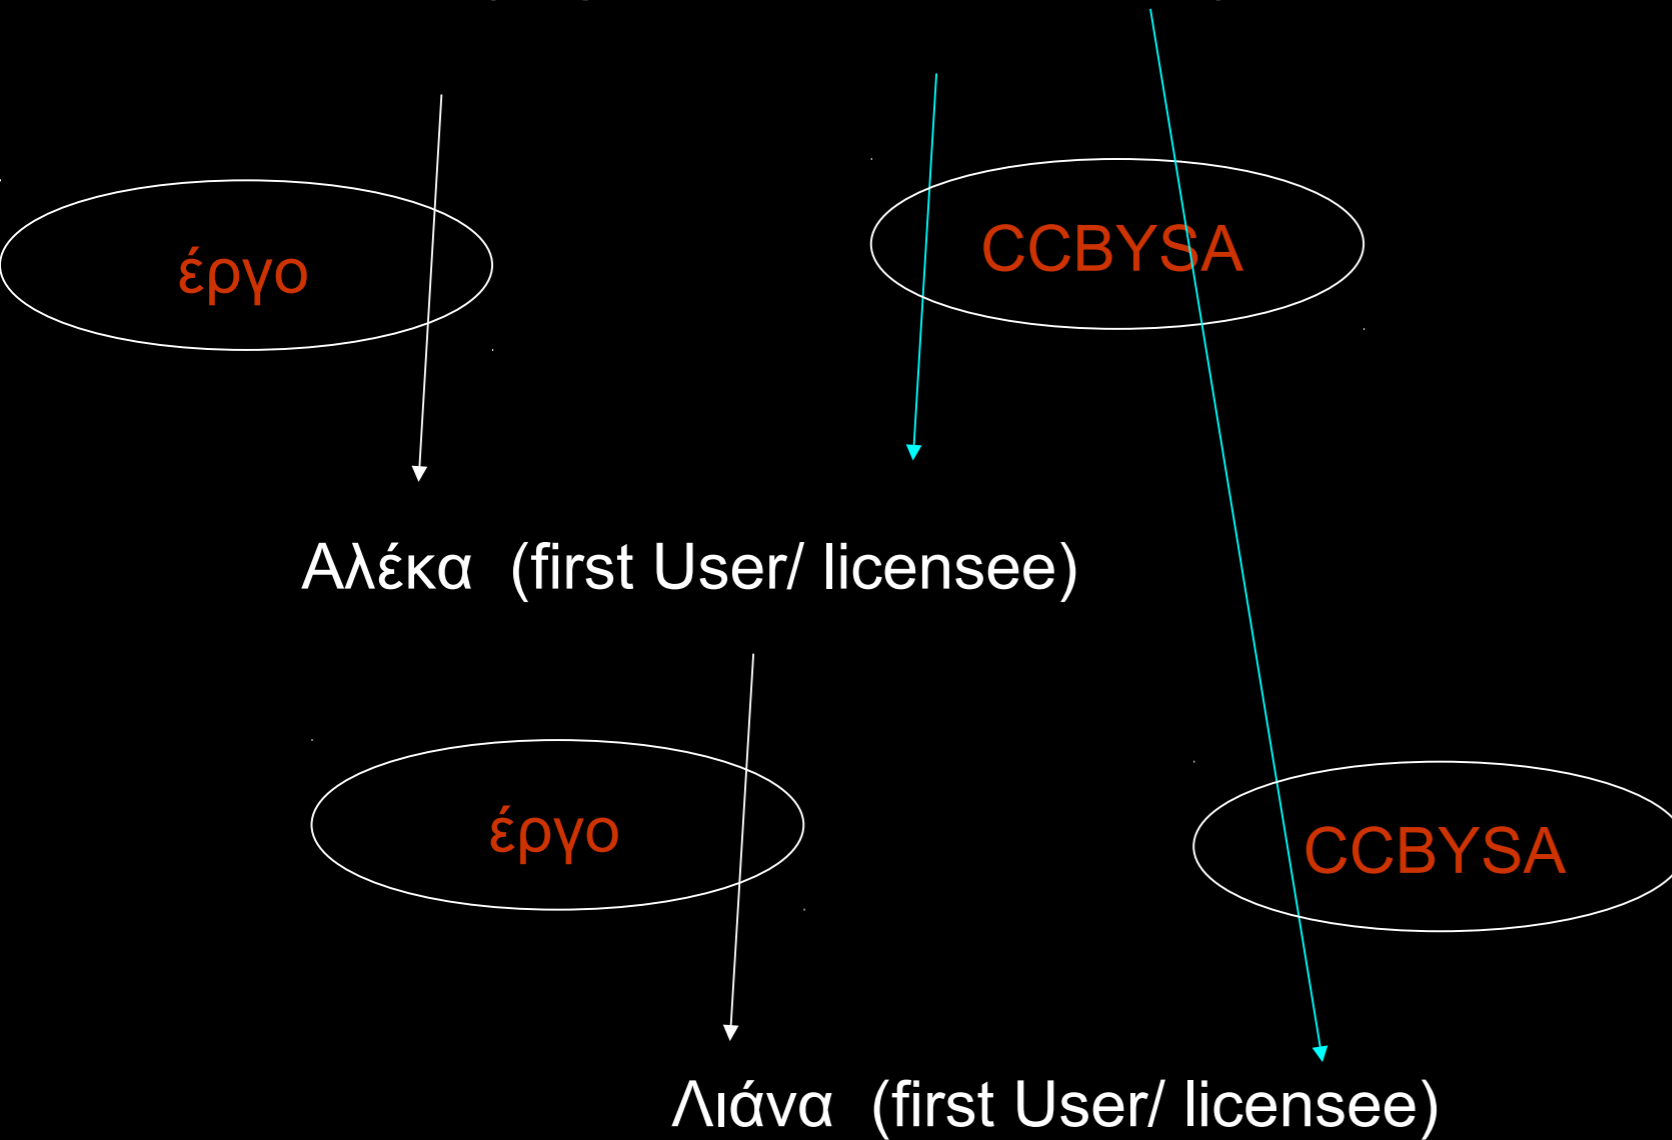 έργο
CCBYSA
Αλέκα (first User/ licensee)
έργο
CCBYSA
Λιάνα (first User/ licensee)